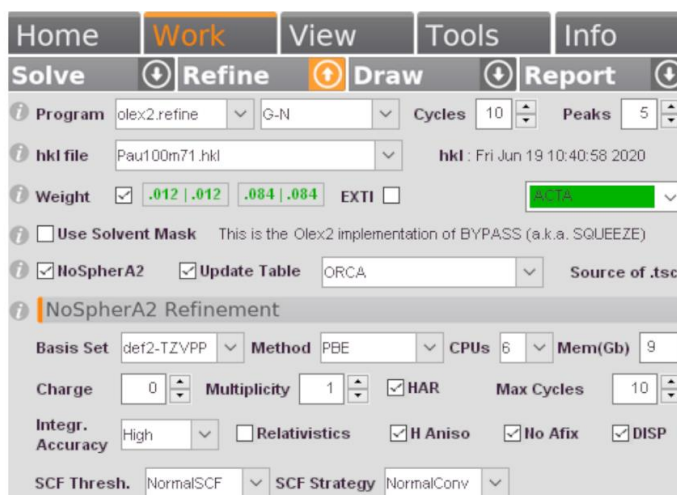 Home Work View Tools Info
Solve Refine Draw Report
Program olex2.refine G-N Cycles 10 Peaks 5
hkl file Pau100m71.hkl hkl : Fri Jun 19 10:40:58 2020
Weight .012 | .012 .084 | .084 EXTI ACTA
Use Solvent Mask This is the Olex2 implementation of BYPASS (a.k.a. SQUEEZE)
NoSpherA2 Update Table ORCA Source of .tsc
NoSpherA2 Refinement
Basis Set def2-TZVPP Method PBE CPUs 6 Mem(Gb) 9
Charge 0 Multiplicity 1 HAR Max Cycles 10
Integr. Accuracy High Relativistics H Aniso No Afix DISP
SCF Thresh. NormalSCF SCF Strategy NormalConv